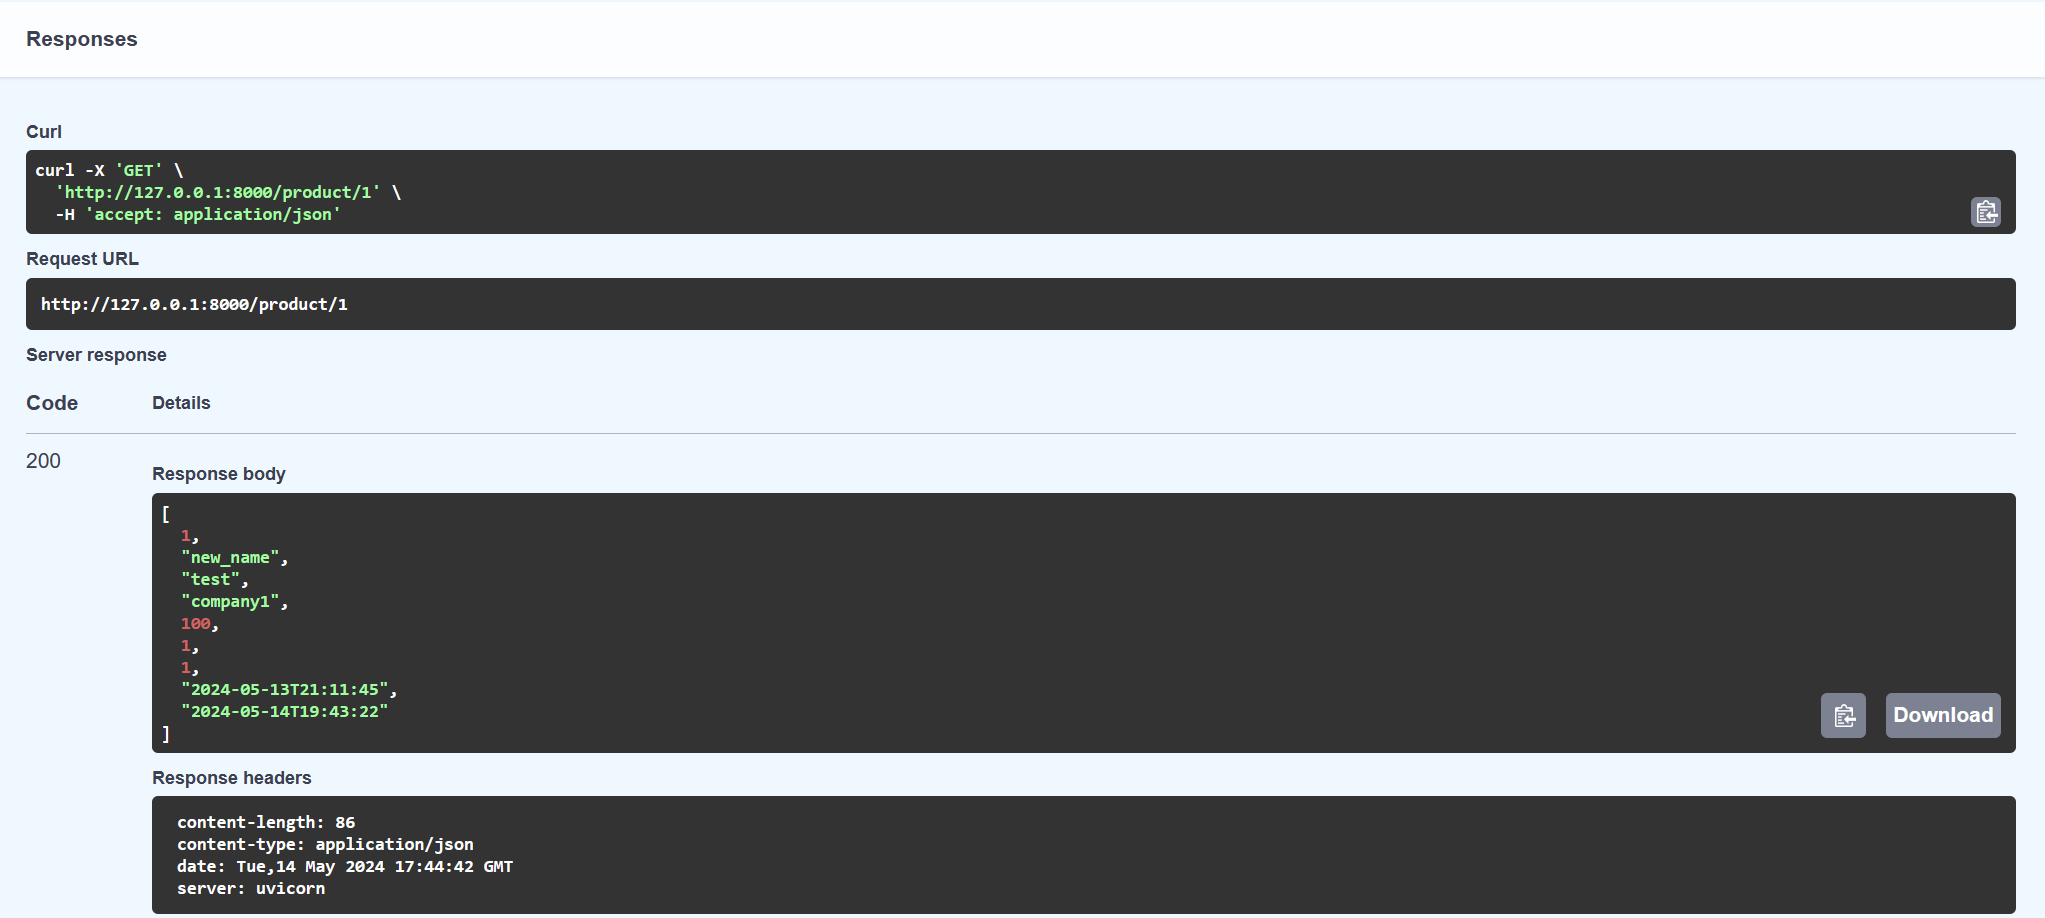 Responses
Curl
curl -X 'GET' \
  'http://127.0.0.1:8000/product/1' \
  -H 'accept: application/json'
Request URL
http://127.0.0.1:8000/product/1
Server response
Code Details
200
Response body
[
  1,
  "new_name",
  "test",
  "company1",
  100,
  1,
  1,
  "2024-05-13T21:11:45",
  "2024-05-14T19:43:22"
]
Download
Response headers
content-length: 86
content-type: application/json
date: Tue,14 May 2024 17:44:42 GMT
server: uvicorn